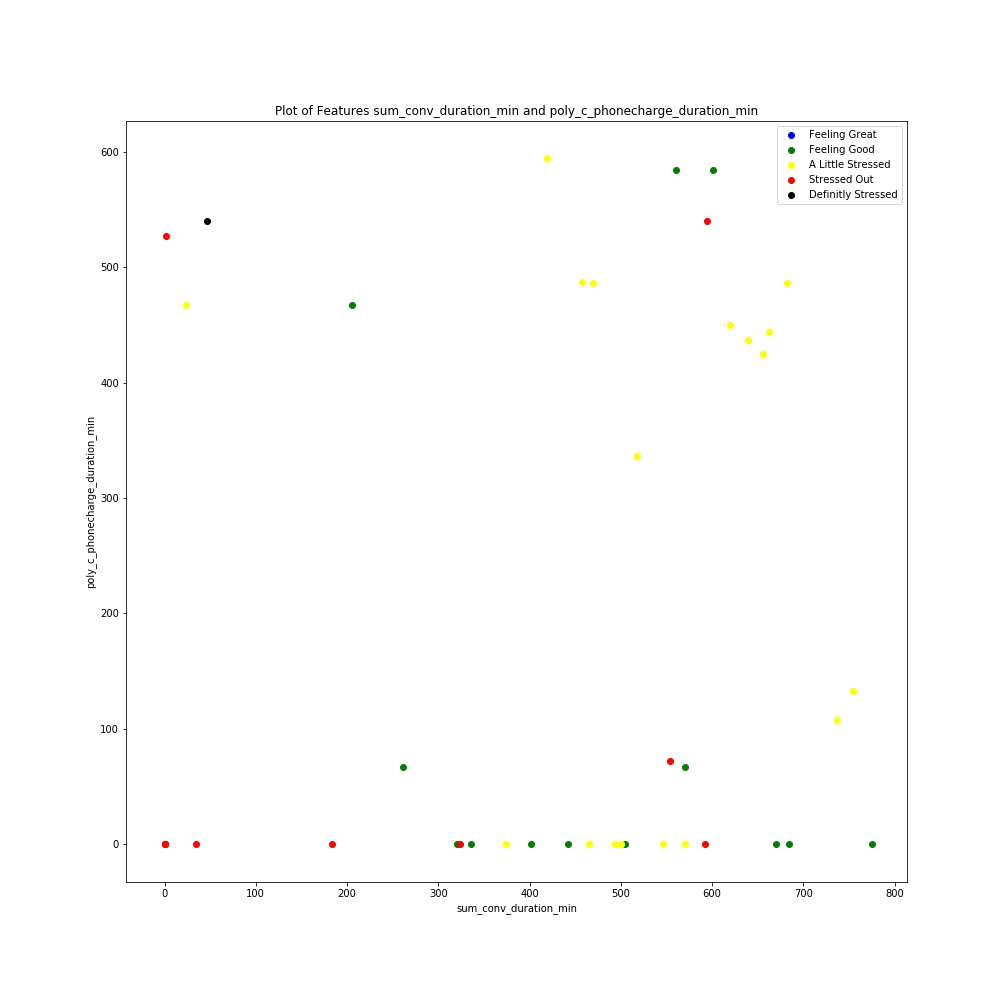 Plot of Features sum_conv_duration_min and poly_c_phonecharge_duration_min
Feeling Great
Feeling Good
A Little Stressed
Stressed Out
Definitly Stressed
poly_c_phonecharge_duration_min
600
500
400
300
200
100
0
0 100 200 300 400 500 600 700 800
sum_conv_duration_min